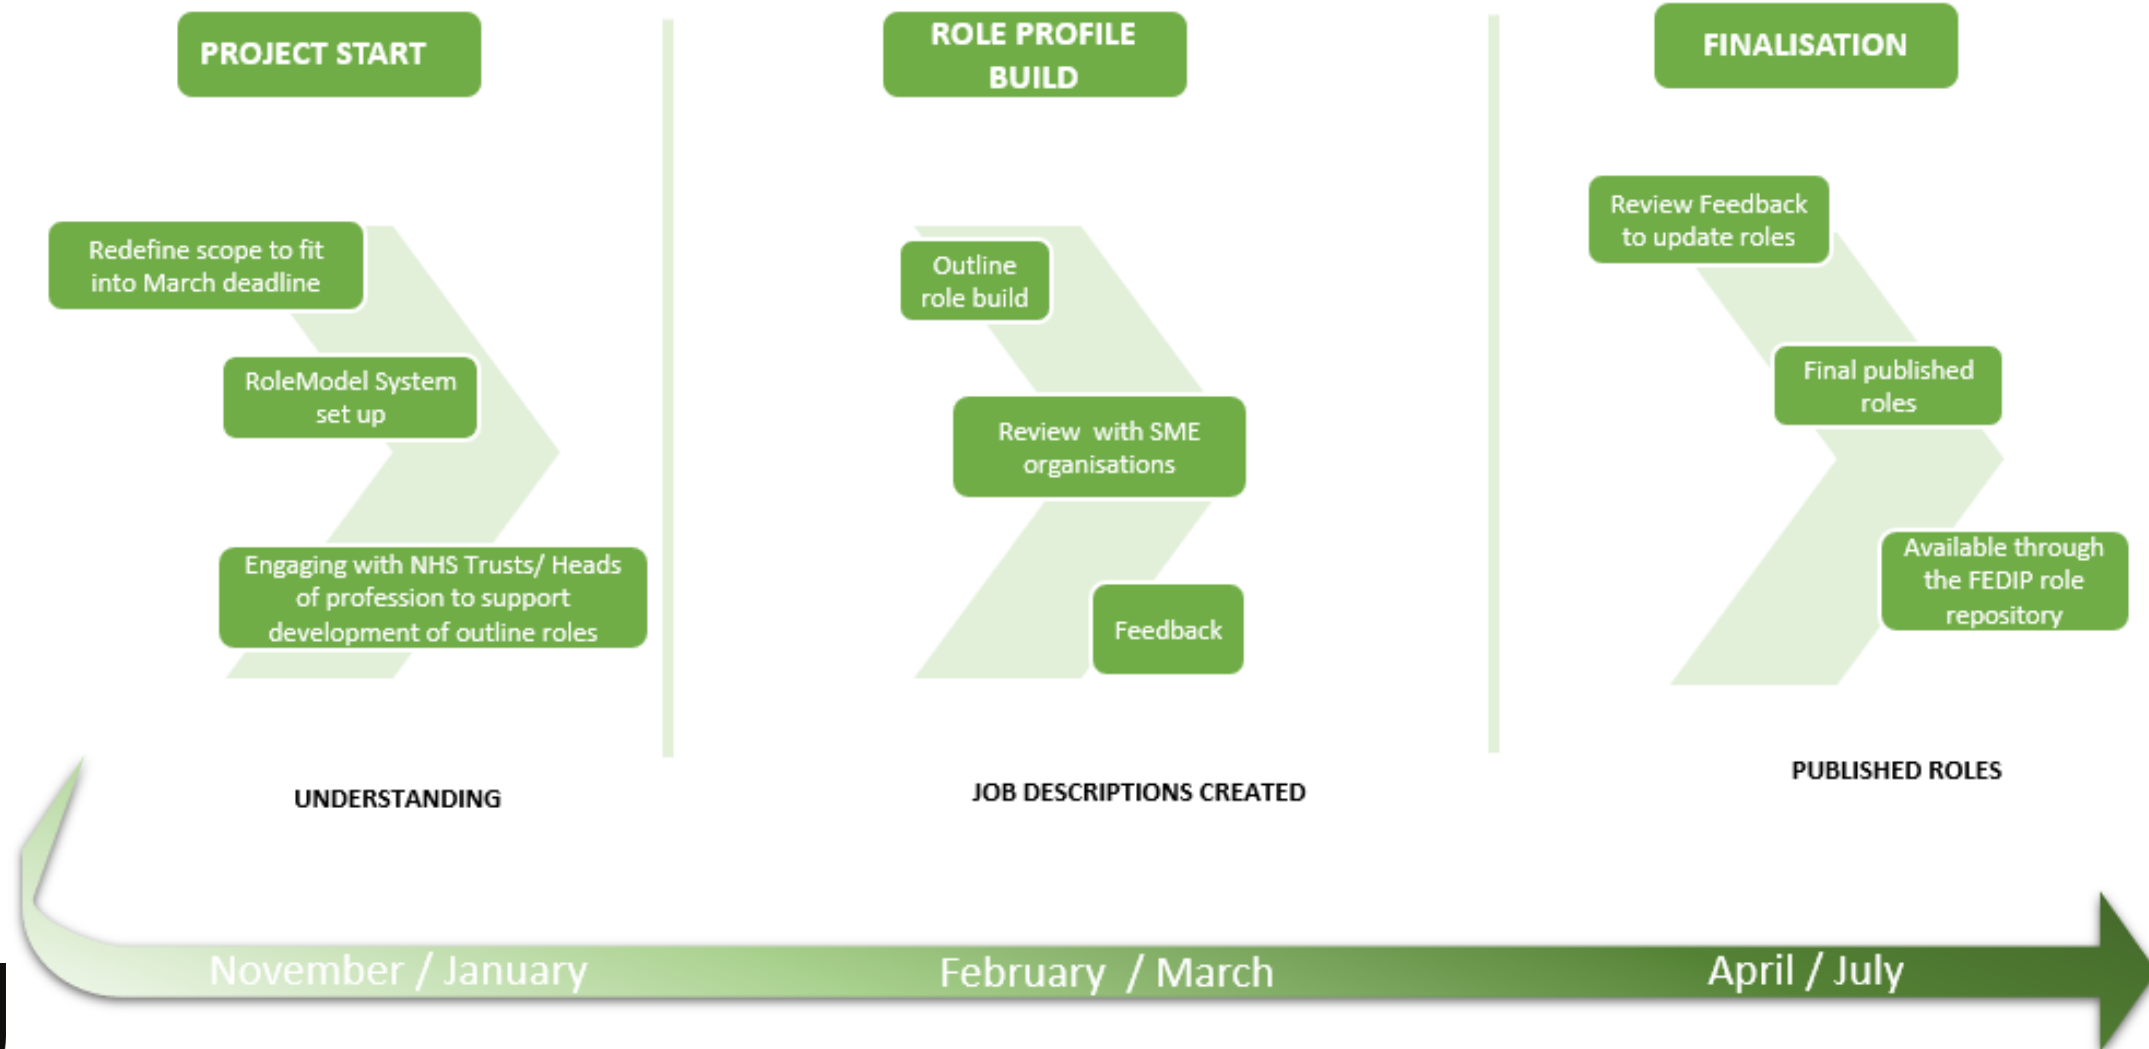 PROJECT START
Redefine scope to fit
into March deadline
RoleModel System
set up
Engaging with NHS Trusts/ Heads
of profession to support
development of outline roles
UNDERSTANDING
ROLE PROFILE
BUILD
Outline
role build
Review  with SME
organisations
Feedback
JOB DESCRIPTIONS CREATED
FINALISATION
Review Feedback
to update roles
Final published
roles
Available through
the FEDIP role
repository
PUBLISHED ROLES
November / January
February / March
April / July